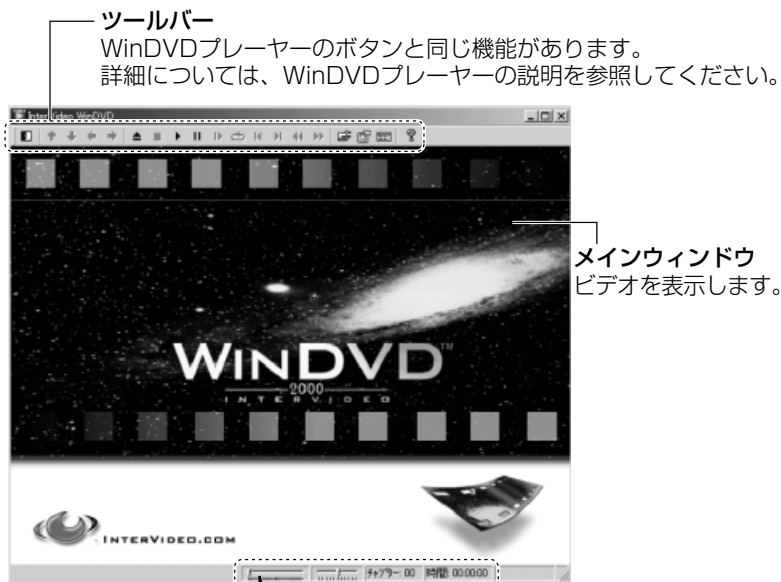 ツールバー
WinDVDプレーヤーのボタンと同じ機能があります。
詳細については、WinDVDプレーヤーの説明を参照してください。
InterVideo WinDVD
メインウィンドウ
ビデオを表示します。
WINDVD™
2000
INTERVIDEO
INTERVIDEO.COM
チャプター: 00 時間: 00:00:00